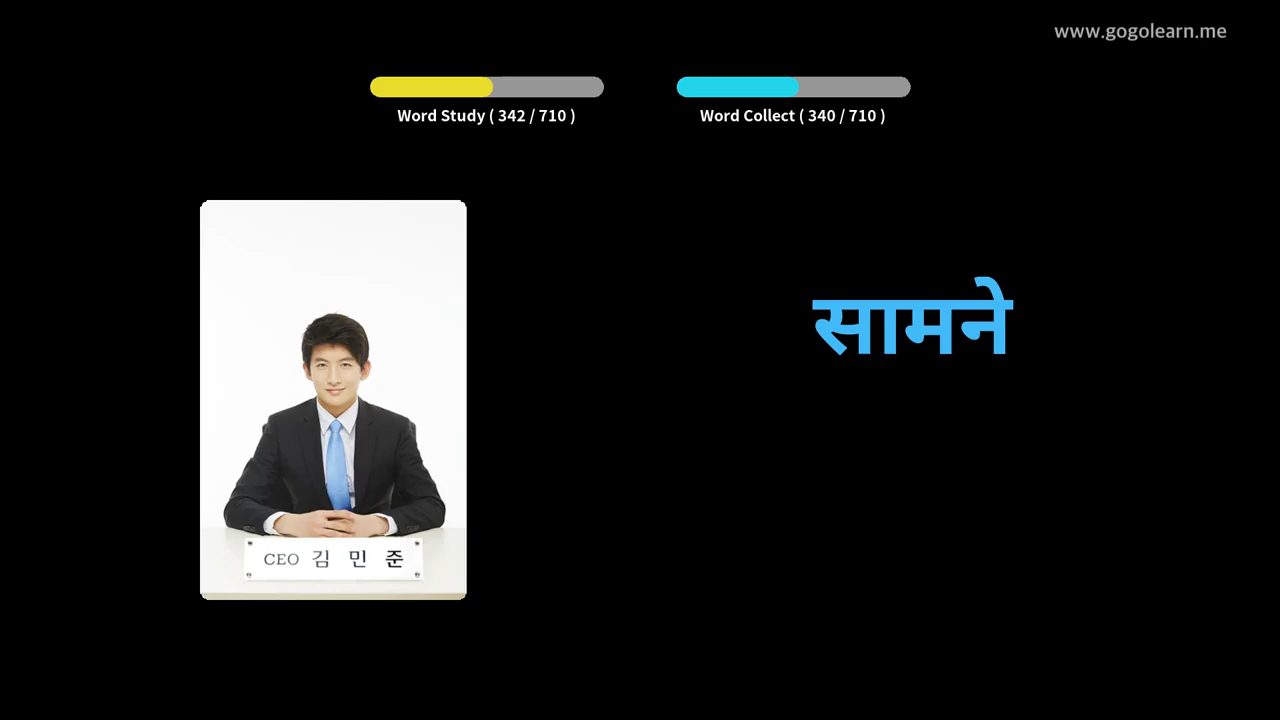 www.gogolearn.me
Word Study ( 342 / 710 )
Word Collect ( 340 / 710 )
सामने
CEO 김 민 준